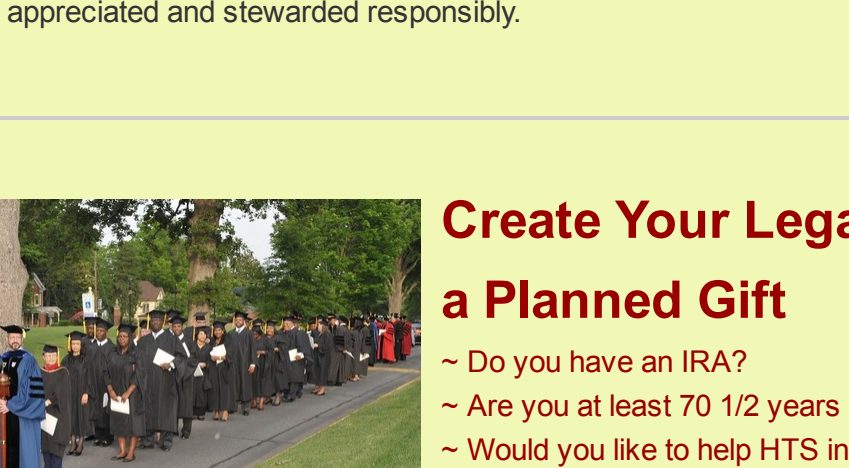 appreciated and stewarded responsibly.
Create Your Lega
a Planned Gift
~ Do you have an IRA?
~ Are you at least 70 1/2 years
~ Would you like to help HTS in